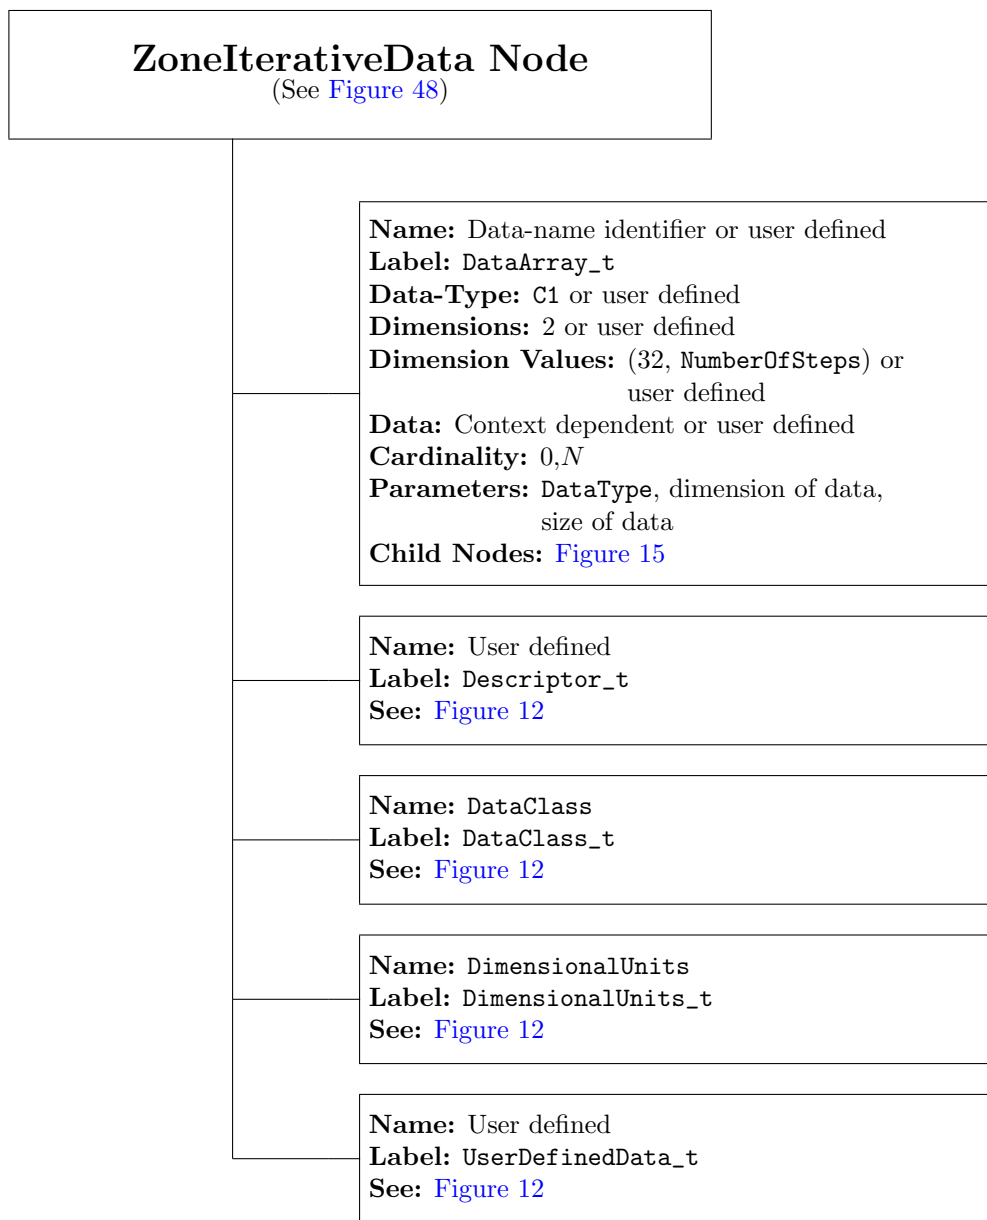 ZoneIterativeData Node
(See Figure 48)
Name: Data-name identifier or user defined
Label: DataArray_t
Data-Type: C1 or user defined
Dimensions: 2 or user defined
Dimension Values: (32, NumberOfSteps) or
user defined
Data: Context dependent or user defined
Cardinality: 0,N
Parameters: DataType, dimension of data,
size of data
Child Nodes: Figure 15
Name: User defined
Label: Descriptor_t
See: Figure 12
Name: DataClass
Label: DataClass_t
See: Figure 12
Name: DimensionalUnits
Label: DimensionalUnits_t
See: Figure 12
Name: User defined
Label: UserDefinedData_t
See: Figure 12